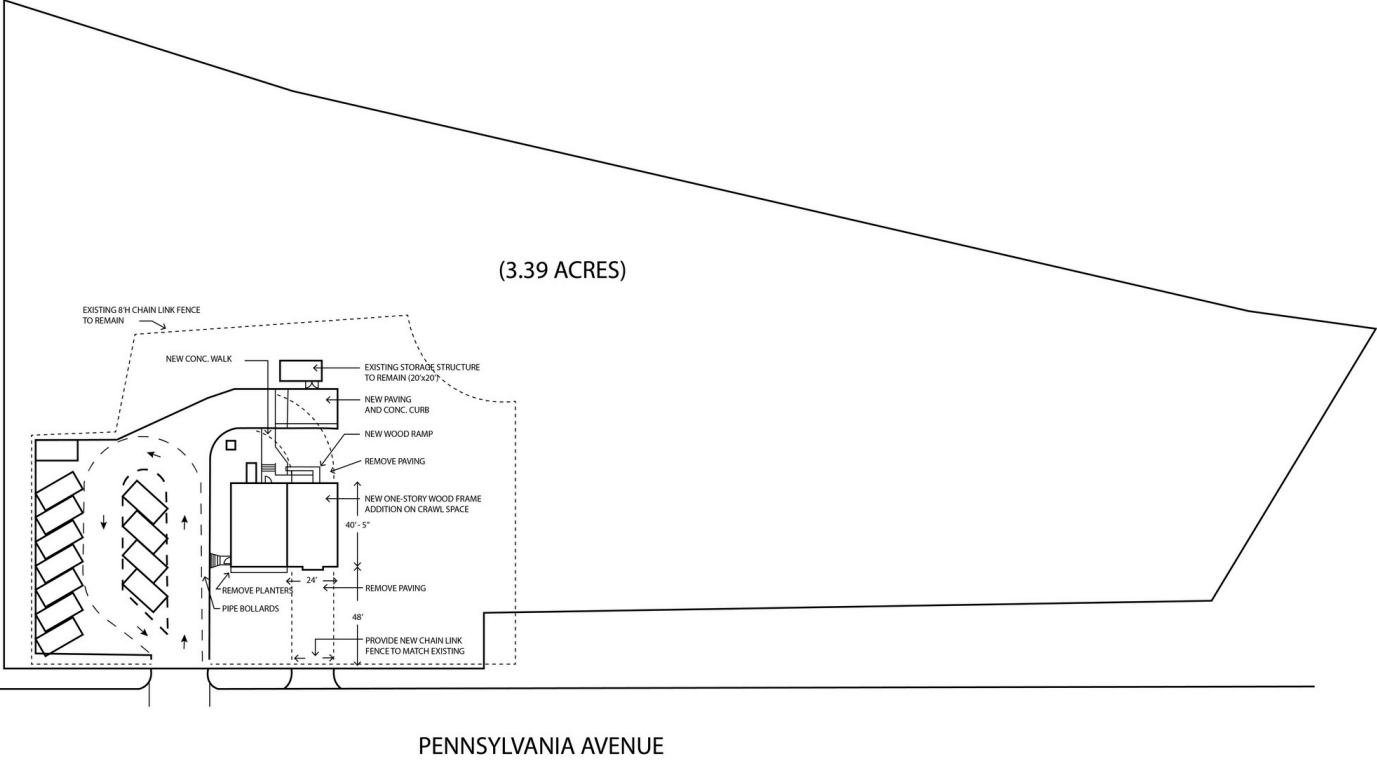 (3.39 ACRES)
EXISTING 8'H CHAIN LINK FENCE
TO REMAIN
NEW CONC. WALK
EXISTING STORAGE STRUCTURE
TO REMAIN (20'x20')
NEW PAVING
AND CONC. CURB
NEW WOOD RAMP
REMOVE PAVING
NEW ONE-STORY WOOD FRAME
ADDITION ON CRAWL SPACE
40' - 5"
24'
REMOVE PLANTERS
REMOVE PAVING
PIPE BOLLARDS
48'
PROVIDE NEW CHAIN LINK
FENCE TO MATCH EXISTING
PENNSYLVANIA AVENUE